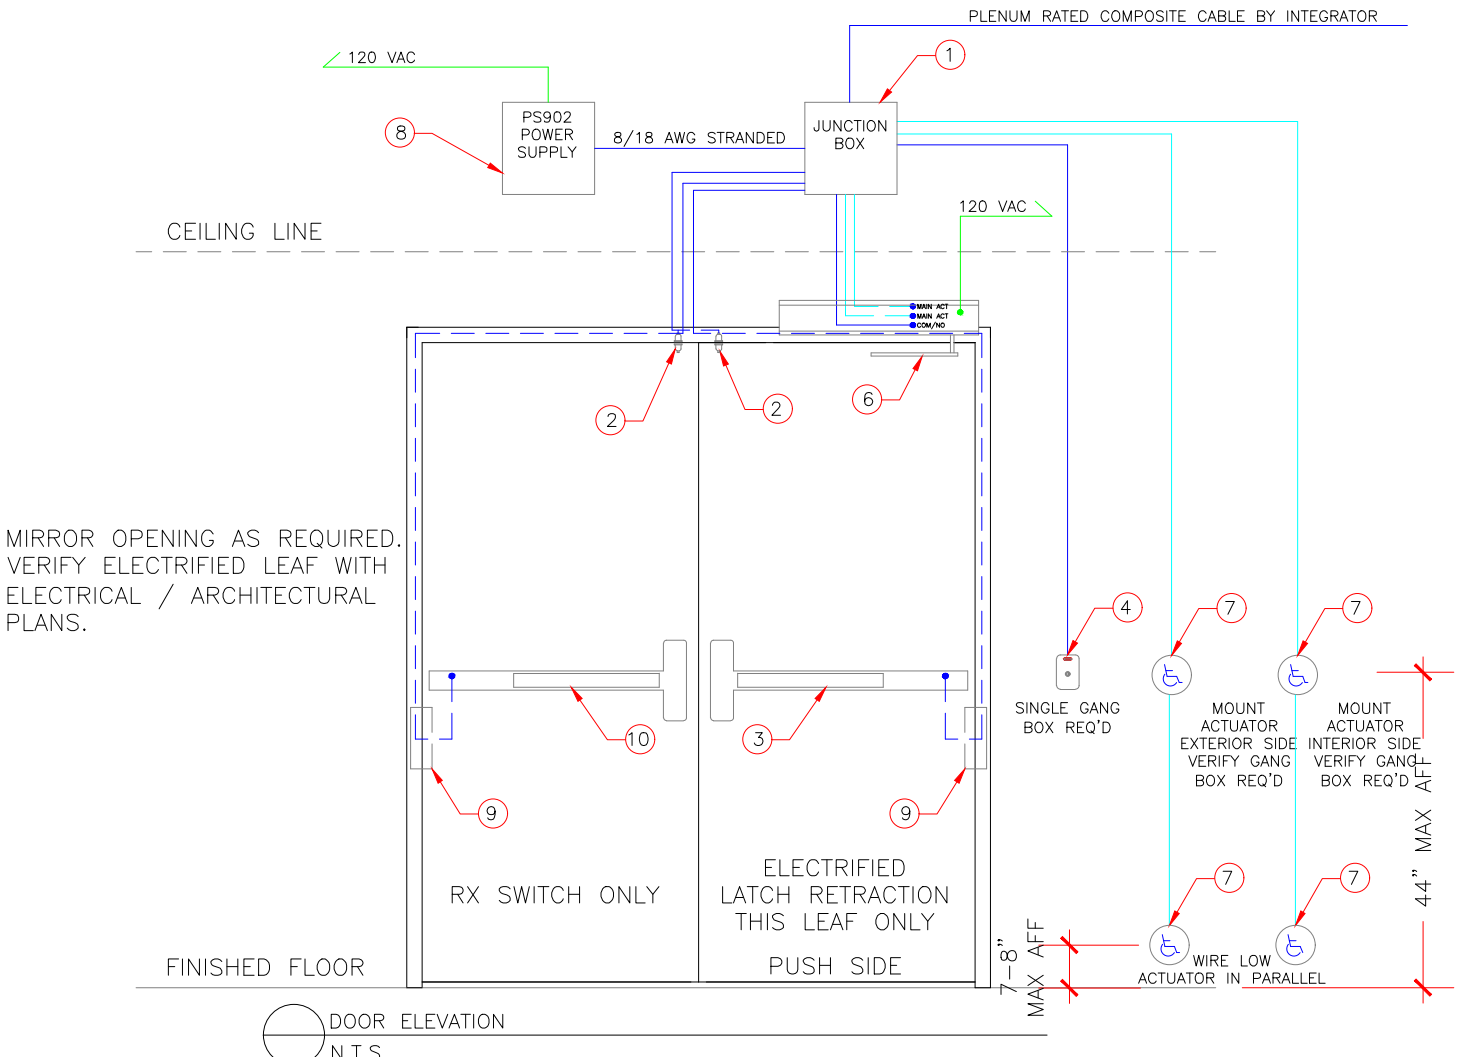 PLENUM RATED COMPOSITE CABLE BY INTEGRATOR
120 VAC
1
PS902
POWER
SUPPLY
8
8/18 AWG STRANDED
JUNCTION
BOX
120 VAC
CEILING LINE
MAIN ACT
MAIN ACT
COM/NO
2
2
6
MIRROR OPENING AS REQUIRED.
VERIFY ELECTRIFIED LEAF WITH
ELECTRICAL / ARCHITECTURAL
PLANS.
4
7
7
SINGLE GANG
BOX REQ'D
MOUNT
ACTUATOR
EXTERIOR SIDE
VERIFY GANG
BOX REQ'D
MOUNT
ACTUATOR
INTERIOR SIDE
VERIFY GANG
BOX REQ'D
10
3
9
9
44" MAX AFF
7
7
RX SWITCH ONLY
ELECTRIFIED
LATCH RETRACTION
THIS LEAF ONLY
PUSH SIDE
7-8"
MAX AFF
WIRE LOW
ACTUATOR IN PARALLEL
FINISHED FLOOR
DOOR ELEVATION
N.T.S.